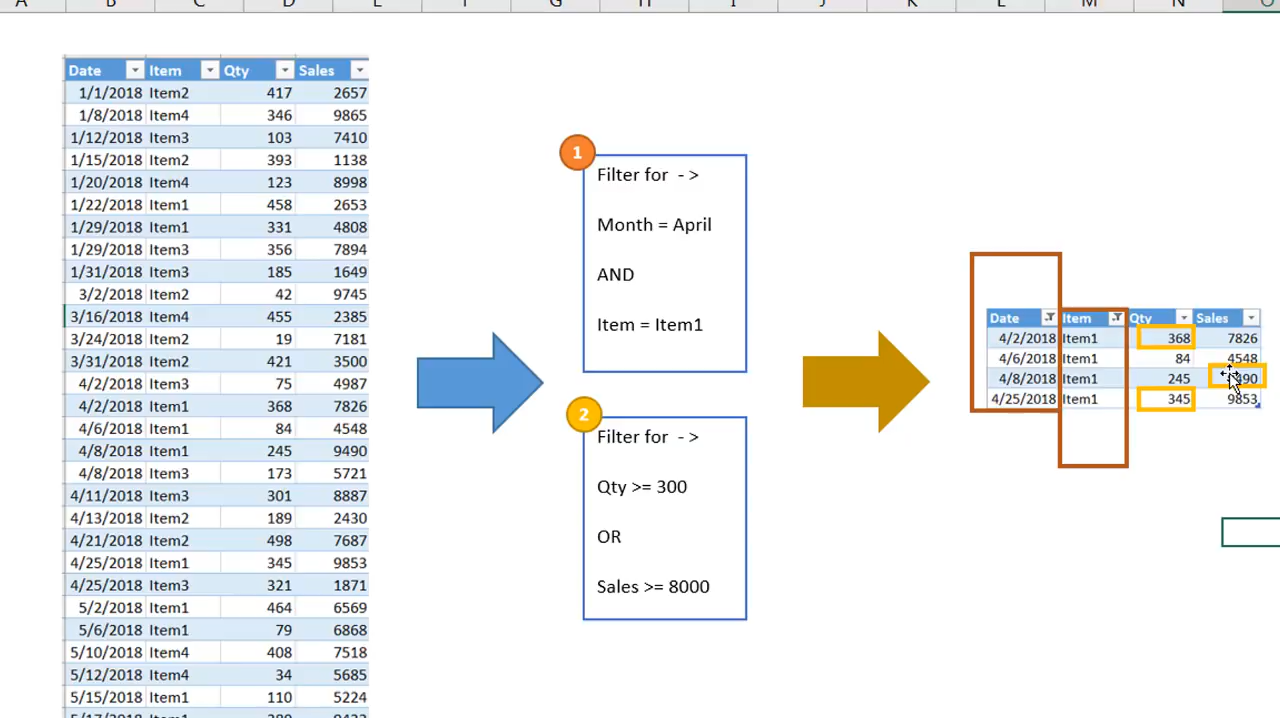 A B C D E F G H I J K L M N O
Date Item Qty Sales
1/1/2018 Item2 417 2657
1/8/2018 Item4 346 9865
1/12/2018 Item3 103 7410
1/15/2018 Item2 393 1138
1/20/2018 Item4 123 8998
1/22/2018 Item1 458 2653
1/29/2018 Item1 331 4808
1/29/2018 Item3 356 7894
1/31/2018 Item3 185 1649
3/2/2018 Item2 42 9745
3/16/2018 Item4 455 2385
3/24/2018 Item2 19 7181
3/31/2018 Item2 421 3500
4/2/2018 Item3 75 4987
4/2/2018 Item1 368 7826
4/6/2018 Item1 84 4548
4/8/2018 Item1 245 9490
4/8/2018 Item3 173 5721
4/11/2018 Item3 301 8887
4/13/2018 Item2 189 2430
4/21/2018 Item2 498 7687
4/25/2018 Item1 345 9853
4/25/2018 Item3 321 1871
5/2/2018 Item1 464 6569
5/6/2018 Item1 79 6868
5/10/2018 Item4 408 7518
5/12/2018 Item4 34 5685
5/15/2018 Item1 110 5224
1
Filter for - >
Month = April
AND
Item = Item1
2
Filter for - >
Qty >= 300
OR
Sales >= 8000
Date Item Qty Sales
4/2/2018 Item1 368 7826
4/6/2018 Item1 84 4548
4/8/2018 Item1 245 9490
4/25/2018 Item1 345 9853